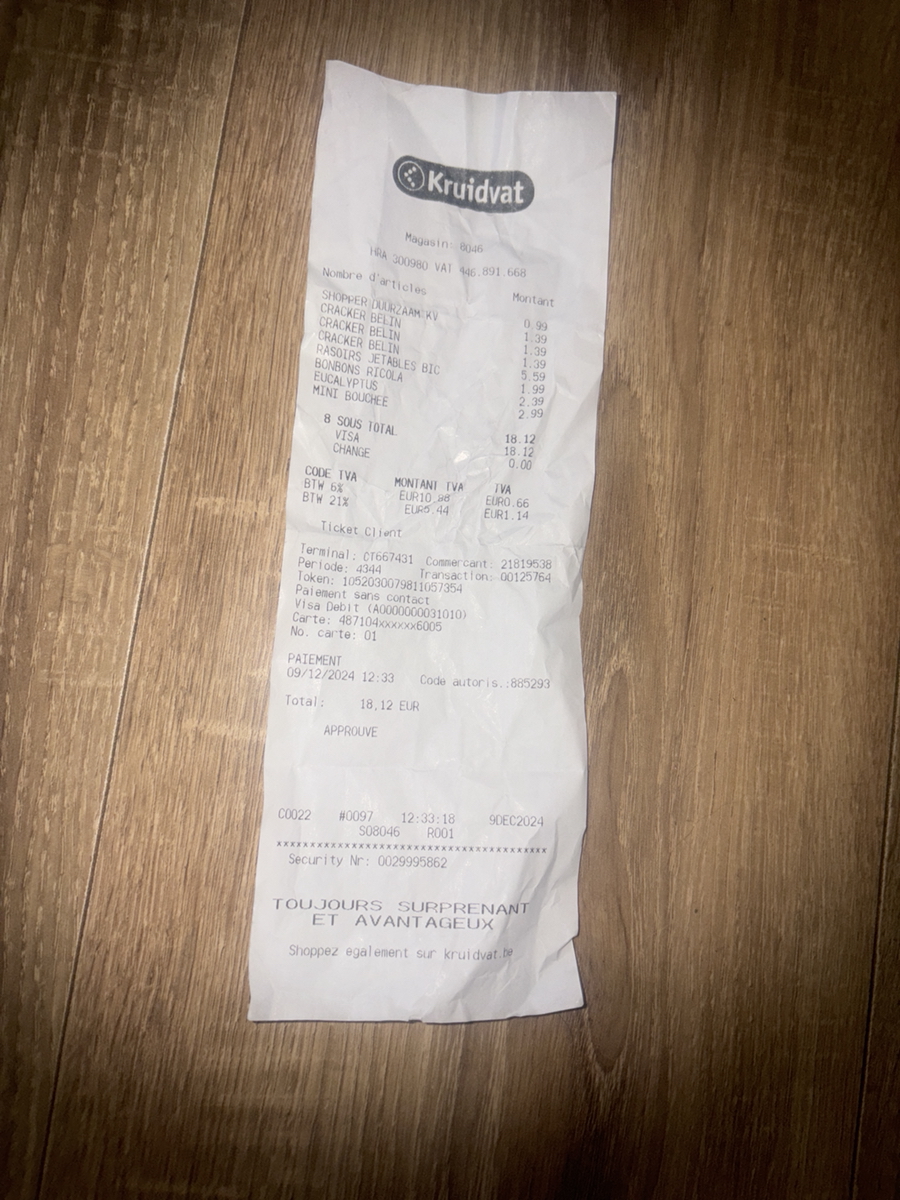 Kruidvat
Magasin: 8046
HRA 300980 VAT 446.891.668
Nombre d'articles Montant
SHOPPER DUURZAAM KV 0.99
CRACKER BELIN 1.39
CRACKER BELIN 1.39
CRACKER BELIN 1.39
RASOIRS JETABLES BIC 5.59
BONBONS RICOLA 1.99
EUCALYPTUS 2.39
MINI BOUCHEE 2.99
8 SOUS TOTAL 18.12
VISA 18.12
CHANGE 0.00
CODE TVA MONTANT TVA TVA
BTW 6% EUR10.98 EUR0.66
BTW 21% EUR5.44 EUR1.14
Ticket Client
Terminal: CT667431 Commercant: 21819538
Periode: 4344 Transaction: 00125764
Token: 1052030079811057354
Paiement sans contact
Visa Debit (A0000000031010)
Carte: 487104xxxxxx6005
No. carte: 01
PAIEMENT
09/12/2024 12:33 Code autoris.:885293
Total: 18,12 EUR
APPROUVE
C0022 #0097 12:33:18 9DEC2024
S08046 R001
xxxxxxxxxxxxxxxxxxxxxxxxxxxxxxxxxxxxxxxx
Security Nr: 0029995862
TOUJOURS SURPRENANT
ET AVANTAGEUX
Shoppez egalement sur kruidvat.be